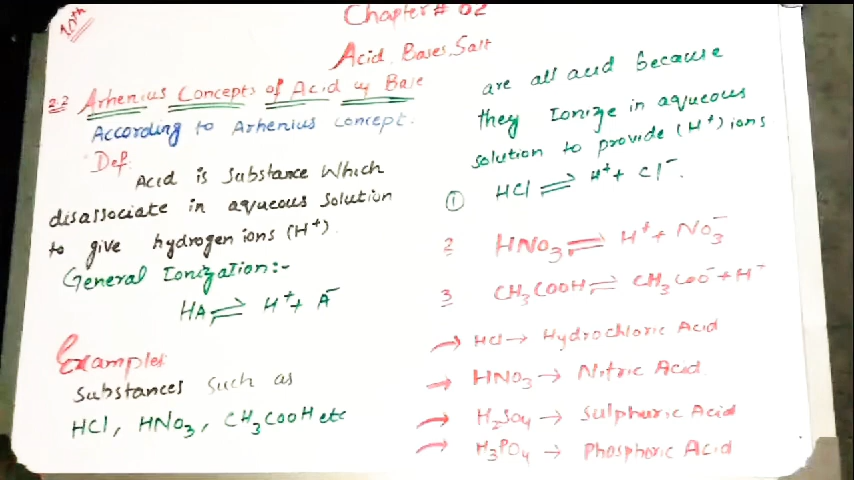 10th
Chapter # 02
Acid, Bases, Salt
2.2 Arhenius Concepts of Acid & Base
According to Arhenius concept.
Def:
Acid is substance which
disassociate in aqueous solution
to give hydrogen ions (H⁺).
General Ionization:-
HA ⇌ H⁺ + A⁻
Examples
Substances such as
HCl, HNO₃, CH₃COOH etc
are all acid because
they Ionize in aqueous
solution to provide (H⁺) ions
① HCl ⇌ H⁺ + Cl⁻.
2 HNO₃ ⇌ H⁺ + NO₃⁻
3 CH₃COOH ⇌ CH₃COO⁻ + H⁻
→ HCl → Hydrochloric Acid
→ HNO₃ → Nitric Acid
→ H₂SO₄ → Sulphuric Acid
→ H₃PO₄ → Phosphoric Acid